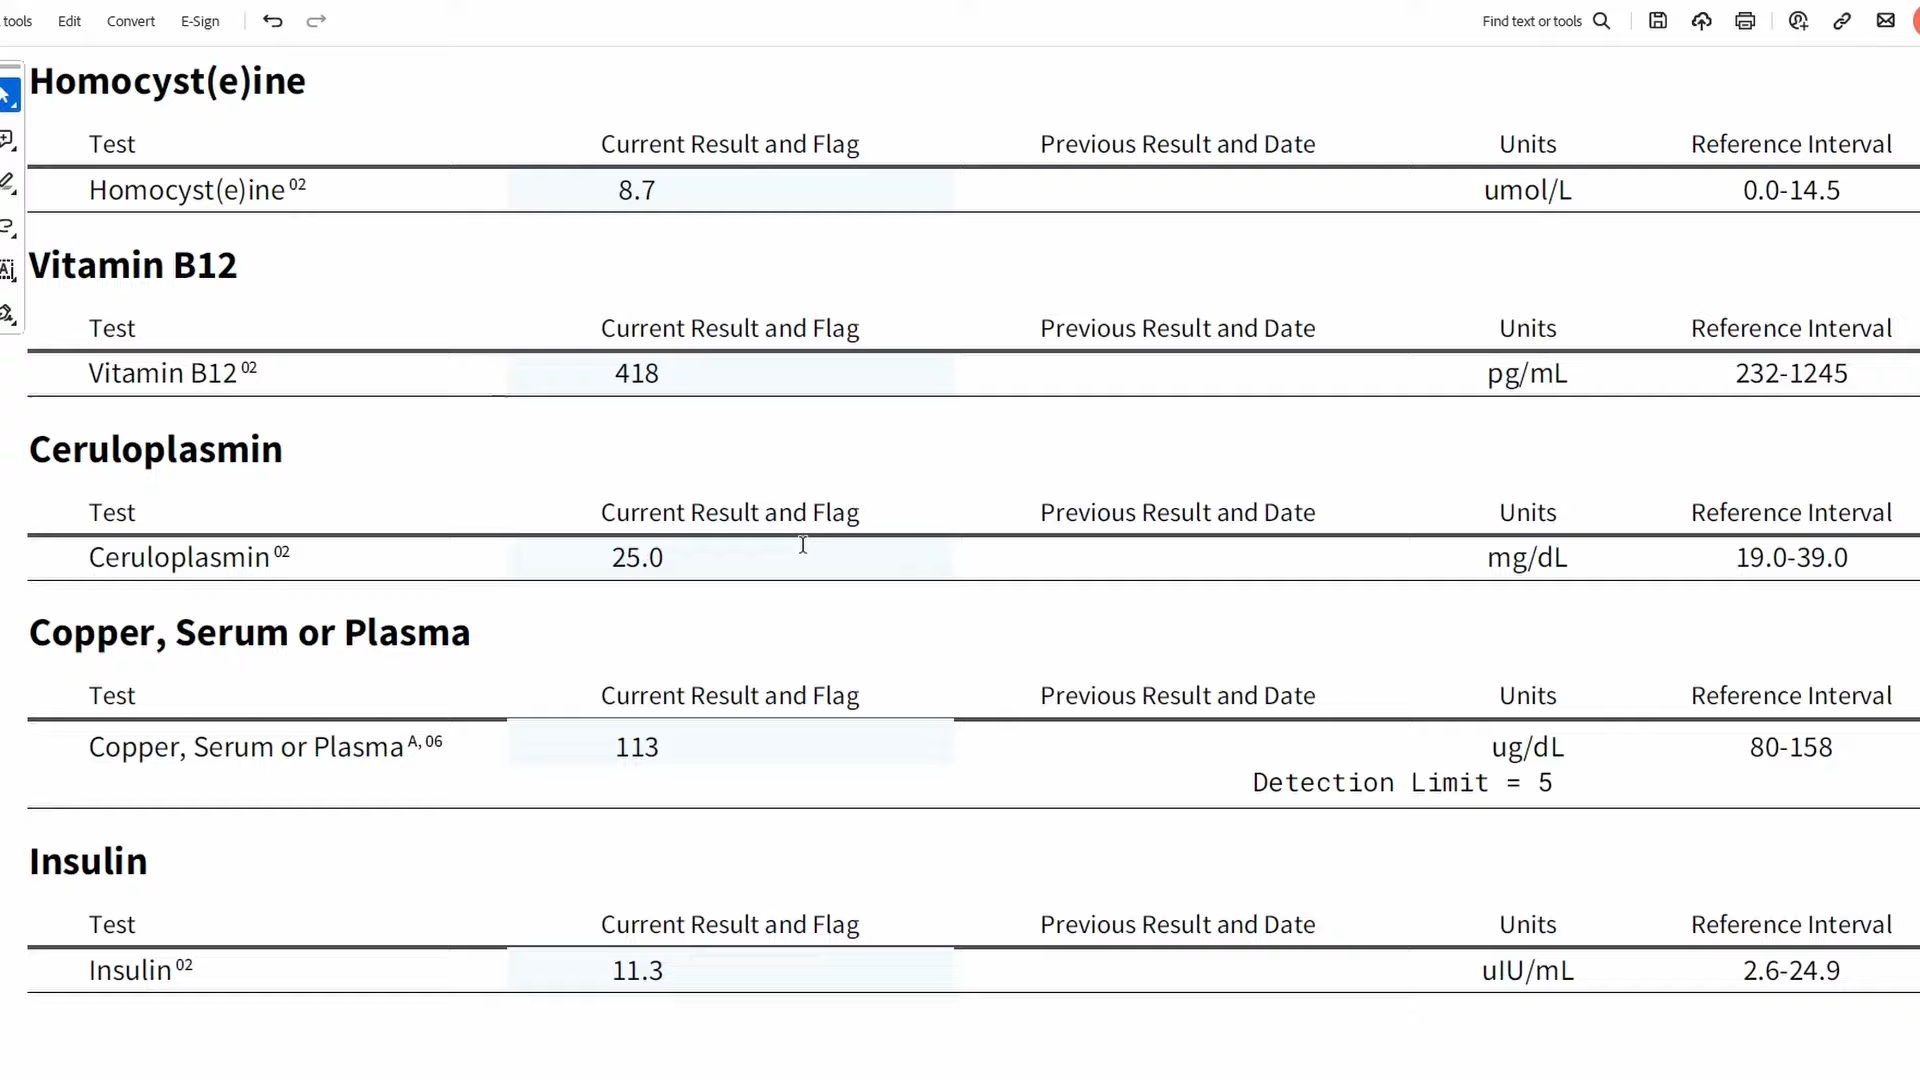 tools Edit Convert E-Sign Find text or tools
Homocyst(e)ine
Test Current Result and Flag Previous Result and Date Units Reference Interval
Homocyst(e)ine 02 8.7 umol/L 0.0-14.5
Vitamin B12
Test Current Result and Flag Previous Result and Date Units Reference Interval
Vitamin B12 02 418 pg/mL 232-1245
Ceruloplasmin
Test Current Result and Flag Previous Result and Date Units Reference Interval
Ceruloplasmin 02 25.0 mg/dL 19.0-39.0
Copper, Serum or Plasma
Test Current Result and Flag Previous Result and Date Units Reference Interval
Copper, Serum or Plasma A, 06 113 ug/dL 80-158
Detection Limit = 5
Insulin
Test Current Result and Flag Previous Result and Date Units Reference Interval
Insulin 02 11.3 uIU/mL 2.6-24.9